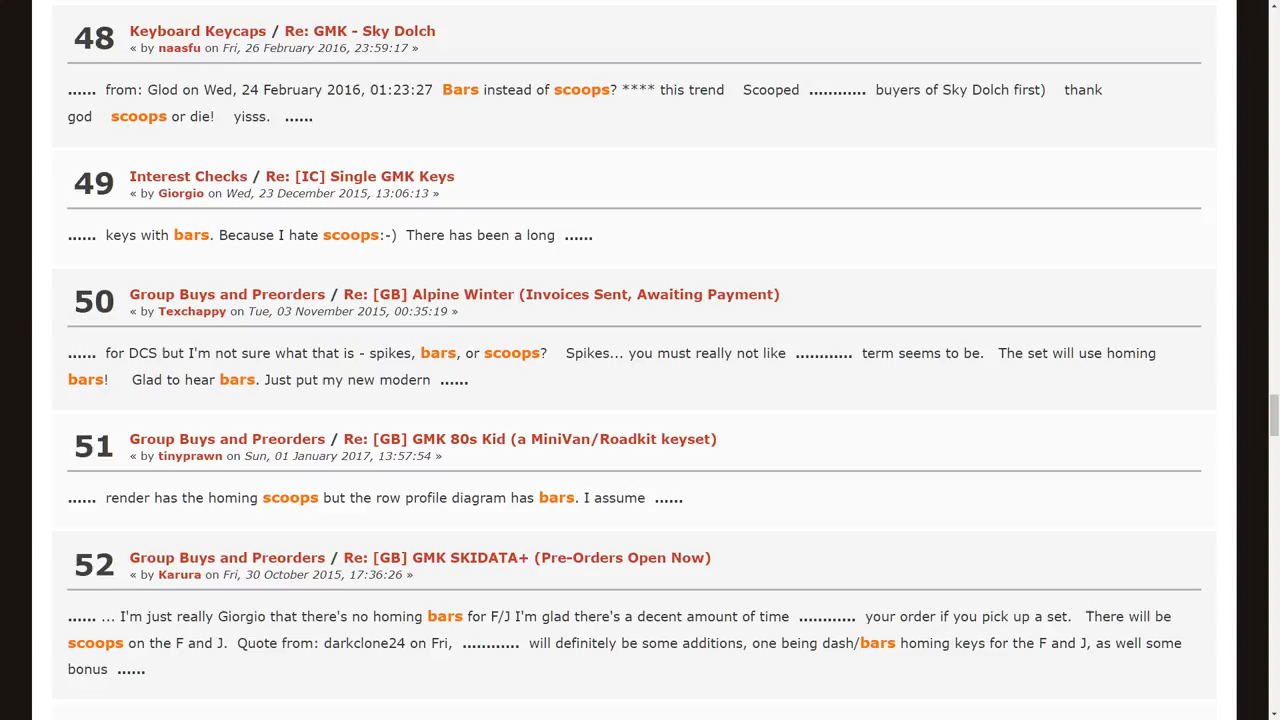 48
Keyboard Keycaps / Re: GMK - Sky Dolch
« by naasfu on Fri, 26 February 2016, 23:59:17 »
...... from: Glod on Wed, 24 February 2016, 01:23:27 Bars instead of scoops? **** this trend Scooped ............ buyers of Sky Dolch first) thank
god scoops or die! yisss. ......
49
Interest Checks / Re: [IC] Single GMK Keys
« by Giorgio on Wed, 23 December 2015, 13:06:13 »
...... keys with bars. Because I hate scoops:-) There has been a long ......
50
Group Buys and Preorders / Re: [GB] Alpine Winter (Invoices Sent, Awaiting Payment)
« by Texchappy on Tue, 03 November 2015, 00:35:19 »
...... for DCS but I'm not sure what that is - spikes, bars, or scoops? Spikes... you must really not like ............ term seems to be. The set will use homing
bars! Glad to hear bars. Just put my new modern ......
51
Group Buys and Preorders / Re: [GB] GMK 80s Kid (a MiniVan/Roadkit keyset)
« by tinyprawn on Sun, 01 January 2017, 13:57:54 »
...... render has the homing scoops but the row profile diagram has bars. I assume ......
52
Group Buys and Preorders / Re: [GB] GMK SKIDATA+ (Pre-Orders Open Now)
« by Karura on Fri, 30 October 2015, 17:36:26 »
...... ... I'm just really Giorgio that there's no homing bars for F/J I'm glad there's a decent amount of time ............ your order if you pick up a set. There will be
scoops on the F and J. Quote from: darkclone24 on Fri, ............ will definitely be some additions, one being dash/bars homing keys for the F and J, as well some
bonus ......